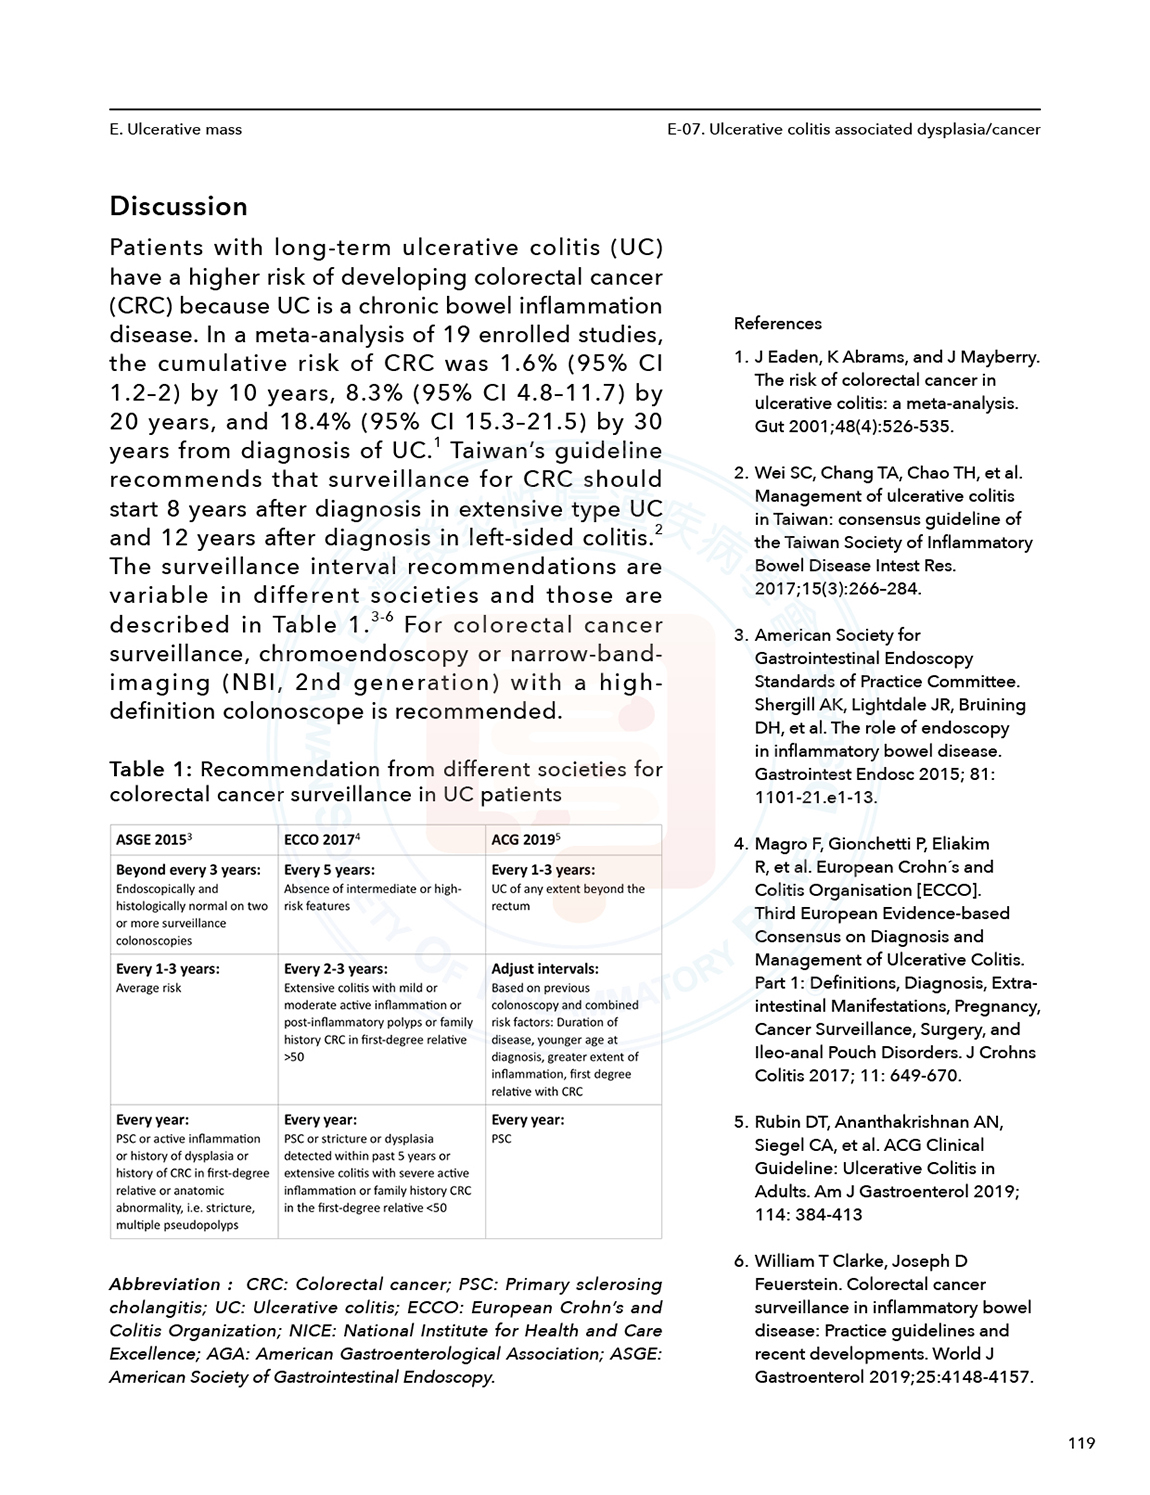 E. Ulcerative mass
E-07. Ulcerative colitis associated dysplasia/cancer
Discussion
Patients with long-term ulcerative colitis (UC)
have a higher risk of developing colorectal cancer
(CRC) because UC is a chronic bowel inflammation
disease. In a meta-analysis of 19 enrolled studies,
the cumulative risk of CRC was 1.6% (95% CI
1.2–2) by 10 years, 8.3% (95% CI 4.8–11.7) by
20 years, and 18.4% (95% CI 15.3–21.5) by 30
years from diagnosis of UC.1 Taiwan's guideline
recommends that surveillance for CRC should
start 8 years after diagnosis in extensive type UC
and 12 years after diagnosis in left-sided colitis.2
The surveillance interval recommendations are
variable in different societies and those are
described in Table 1.3-6 For colorectal cancer
surveillance, chromoendoscopy or narrow-band-
imaging (NBI, 2nd generation) with a high-
definition colonoscope is recommended.
Table 1: Recommendation from different societies for
colorectal cancer surveillance in UC patients
ASGE 20153
ECCO 20174
ACG 20195
Beyond every 3 years:
Endoscopically and
histologically normal on two
or more surveillance
colonoscopies
Every 5 years:
Absence of intermediate or high-
risk features
Every 1-3 years:
UC of any extent beyond the
rectum
Every 1-3 years:
Average risk
Every 2-3 years:
Extensive colitis with mild or
moderate active inflammation or
post-inflammatory polyps or family
history CRC in first-degree relative
>50
Adjust intervals:
Based on previous
colonoscopy and combined
risk factors: Duration of
disease, younger age at
diagnosis, greater extent of
inflammation, first degree
relative with CRC
Every year:
PSC or active inflammation
or history of dysplasia or
history of CRC in first-degree
relative or anatomic
abnormality, i.e. stricture,
multiple pseudopolyps
Every year:
PSC or stricture or dysplasia
detected within past 5 years or
extensive colitis with severe active
inflammation or family history CRC
in the first-degree relative <50
Every year:
PSC
Abbreviation : CRC: Colorectal cancer; PSC: Primary sclerosing
cholangitis; UC: Ulcerative colitis; ECCO: European Crohn's and
Colitis Organization; NICE: National Institute for Health and Care
Excellence; AGA: American Gastroenterological Association; ASGE:
American Society of Gastrointestinal Endoscopy.
References
1. J Eaden, K Abrams, and J Mayberry.
The risk of colorectal cancer in
ulcerative colitis: a meta-analysis.
Gut 2001;48(4):526-535.
2. Wei SC, Chang TA, Chao TH, et al.
Management of ulcerative colitis
in Taiwan: consensus guideline of
the Taiwan Society of Inflammatory
Bowel Disease Intest Res.
2017;15(3):266–284.
3. American Society for
Gastrointestinal Endoscopy
Standards of Practice Committee.
Shergill AK, Lightdale JR, Bruining
DH, et al. The role of endoscopy
in inflammatory bowel disease.
Gastrointest Endosc 2015; 81:
1101-21.e1-13.
4. Magro F, Gionchetti P, Eliakim
R, et al. European Crohn´s and
Colitis Organisation [ECCO].
Third European Evidence-based
Consensus on Diagnosis and
Management of Ulcerative Colitis.
Part 1: Definitions, Diagnosis, Extra-
intestinal Manifestations, Pregnancy,
Cancer Surveillance, Surgery, and
Ileo-anal Pouch Disorders. J Crohns
Colitis 2017; 11: 649-670.
5. Rubin DT, Ananthakrishnan AN,
Siegel CA, et al. ACG Clinical
Guideline: Ulcerative Colitis in
Adults. Am J Gastroenterol 2019;
114: 384-413
6. William T Clarke, Joseph D
Feuerstein. Colorectal cancer
surveillance in inflammatory bowel
disease: Practice guidelines and
recent developments. World J
Gastroenterol 2019;25:4148-4157.
119